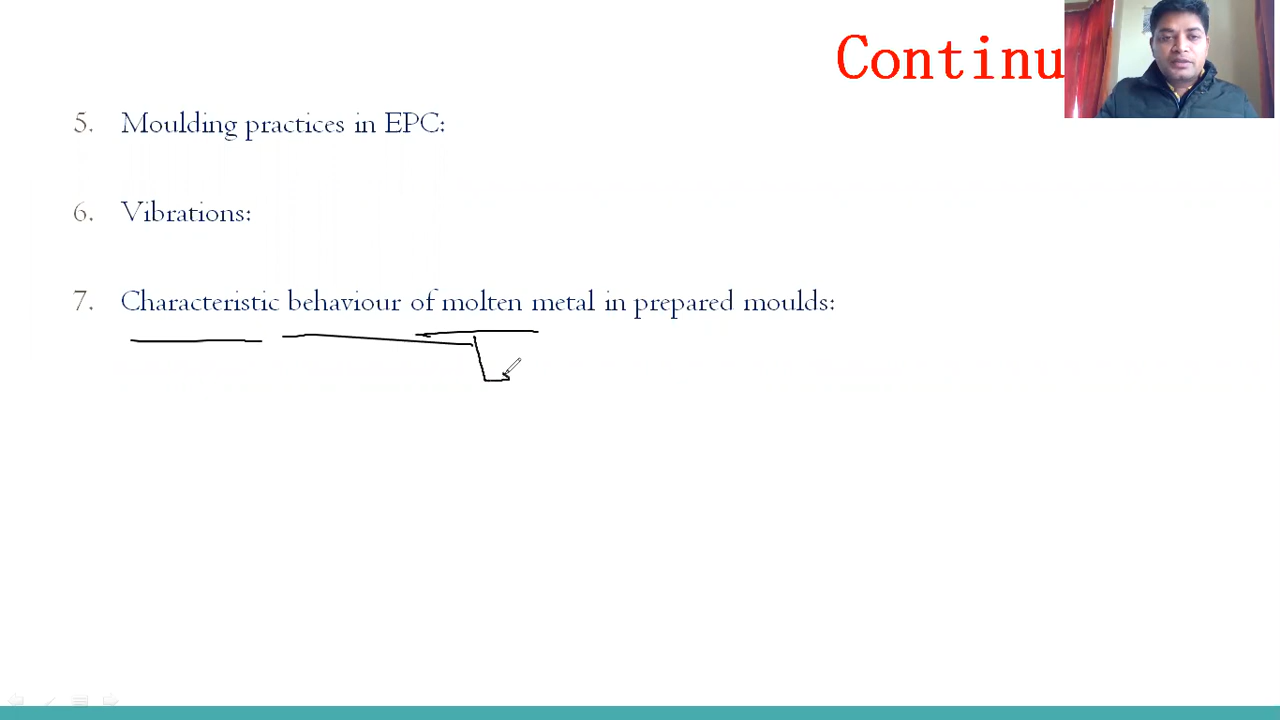 Continu
5. Moulding practices in EPC:
6. Vibrations:
7. Characteristic behaviour of molten metal in prepared moulds: